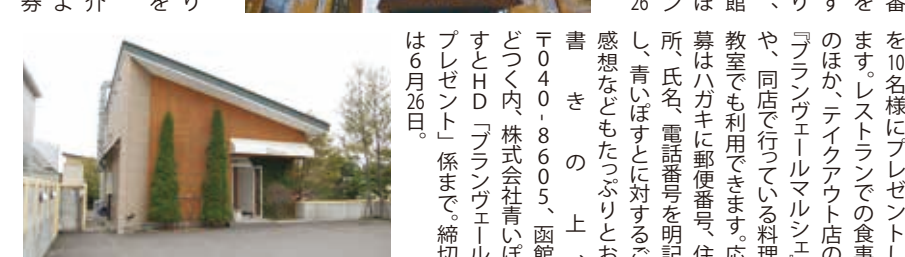 を10名様にプレゼントし
ます。レストランでの食事
のほか、テイクアウト店の
『ブランヴェールマルシェ』
や、同店で行っている料理
教室でも利用できます。応
募はハガキに郵便番号、住
所、氏名、電話番号を明記
し、青いぽすとに対するご
感想などもたっぷりとお
書きの上、
〒040-8605、函館
どつく内、株式会社青いぽ
すとHD「ブランヴェール
プレゼント」係まで。締切
は6月26日。